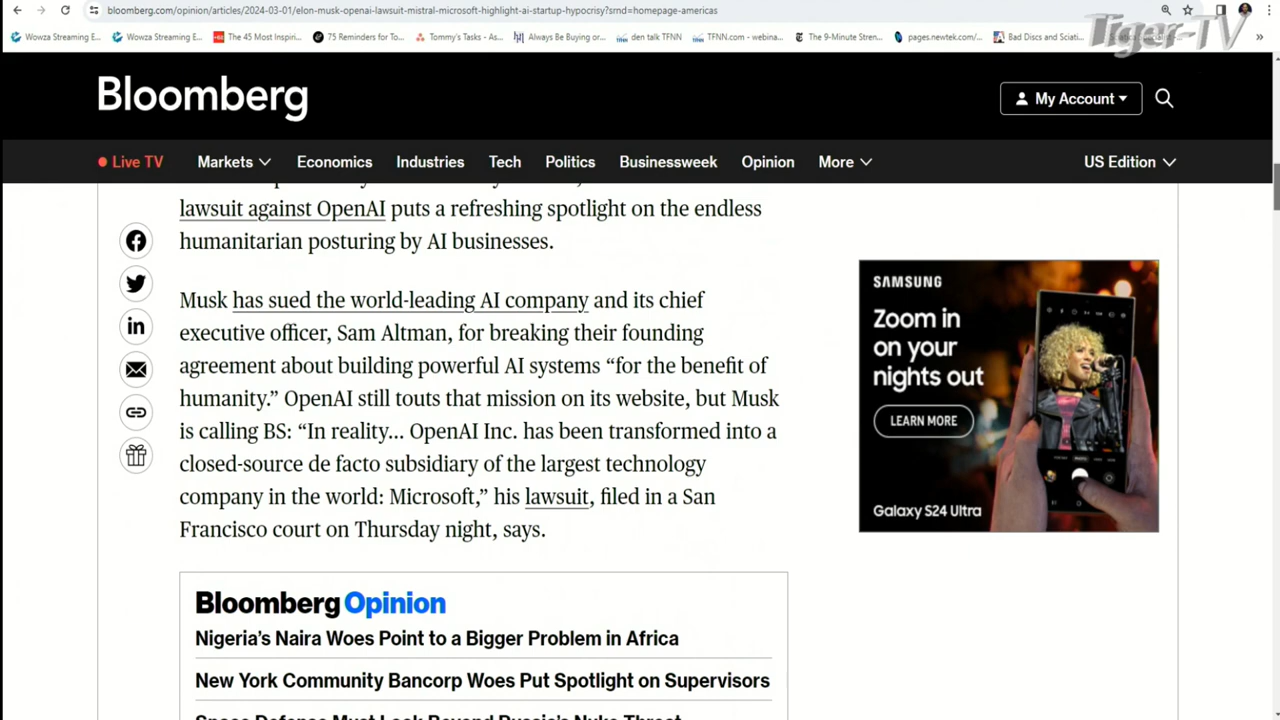 bloomberg.com/opinion/articles/2024-03-01/elon-musk-openai-lawsuit-mistral-microsoft-highlight-ai-startup-hypocrisy?srnd=homepage-americas
Tiger-TV
Wowza Streaming E...
Wowza Streaming E...
The 45 Most Inspiri...
75 Reminders for To...
Tommy's Tasks - As...
Always Be Buying or...
den talk TFNN
TFNN.com - webina...
The 9-Minute Stren...
pages.newtek.com/...
Bad Discs and Sciati...
Bloomberg
My Account
Live TV
Markets
Economics
Industries
Tech
Politics
Businessweek
Opinion
More
US Edition
lawsuit against OpenAI puts a refreshing spotlight on the endless
humanitarian posturing by AI businesses.
Musk has sued the world-leading AI company and its chief
executive officer, Sam Altman, for breaking their founding
agreement about building powerful AI systems “for the benefit of
humanity.” OpenAI still touts that mission on its website, but Musk
is calling BS: “In reality... OpenAI Inc. has been transformed into a
closed-source de facto subsidiary of the largest technology
company in the world: Microsoft,” his lawsuit, filed in a San
Francisco court on Thursday night, says.
SAMSUNG
Zoom in
on your
nights out
LEARN MORE
Galaxy S24 Ultra
Bloomberg Opinion
Nigeria’s Naira Woes Point to a Bigger Problem in Africa
New York Community Bancorp Woes Put Spotlight on Supervisors
Space Defense Must Look Beyond Russia's Nuke Threat